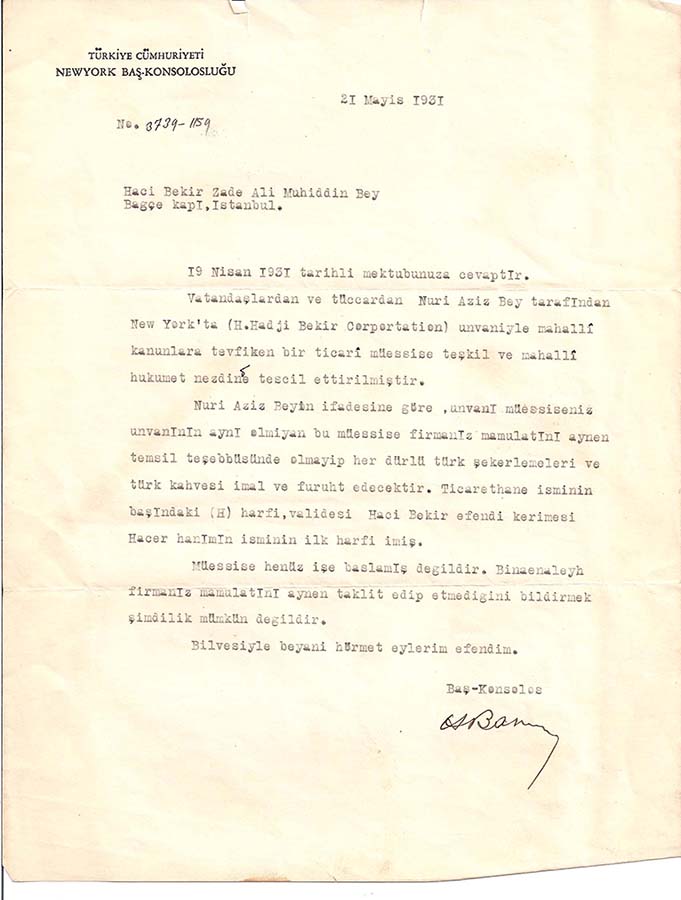 TÜRKİYE CÜMHURİYETİ
NEWYORK BAŞ-KONSOLOSLUĞU
21 Mayis 1931
No. 3739-1159
Haci Bekir Zade Ali Muhiddin Bey
Bagçe kapI,Istanbul.
19 Nisan 1931 tarihli mektubunuza cevaptIr.
Vatandaşlardan ve tüccardan Nuri Aziz Bey tarafIndan
New York'ta (H.Hadji Bekir Corportation) unvaniyle mahallî
kanunlara tevfiken bir ticarî müessise teşkil ve mahallî
hukumet nezdine tescil ettirilmiştir.
Nuri Aziz Beyin ifadesine göre ,unvanI müessiseniz
unvanInIn aynI olmiyan bu müessise firmanIz mamulatInI aynen
temsil teşebbüsünde olmayip her dürlü türk şekerlemeleri ve
türk kahvesi imal ve furuht edecektir. Ticarethane isminin
başIndaki (H) harfi,validesi Haci Bekir efendi kerimesi
Hacer hanImIn isminin ilk harfi imiş.
Müessise henüz işe baslamIş degildir. Binaenaleyh
firmanIz mamulatInI aynen taklit edip etmedigini bildirmek
şimdilik mümkün degildir.
Bilvesiyle beyani hürmet eylerim efendim.
Baş-Konsolos